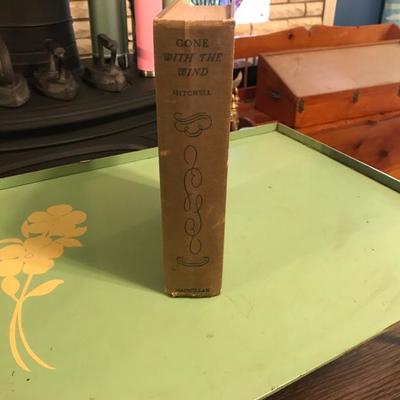 GONE
WITH THE
WIND
MITCHELL
MACMILLAN